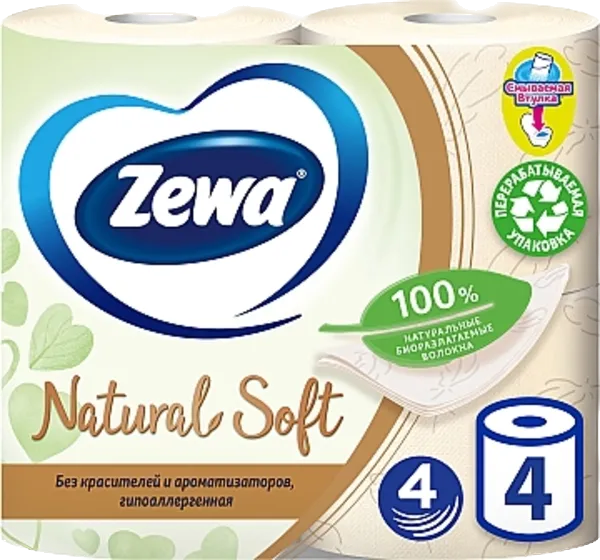 Zewa®
Смываемая
Втулка
ПЕРЕРАБАТЫВАЕМАЯ
УПАКОВКА
100%
НАТУРАЛЬНЫЕ
БИОРАЗЛАГАЕМЫЕ
ВОЛОКНА
Natural Soft
Без красителей и ароматизаторов,
гипоаллергенная
4
4